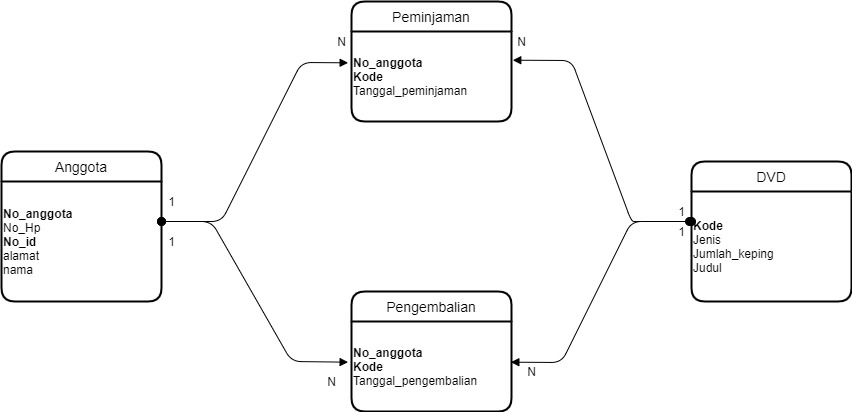 Peminjaman
N
N
No_anggota
Kode
Tanggal_peminjaman
Anggota
1
No_anggota
No_Hp
No_id
alamat
nama
1
DVD
1
1
Kode
Jenis
Jumlah_keping
Judul
Pengembalian
No_anggota
Kode
Tanggal_pengembalian
N
N